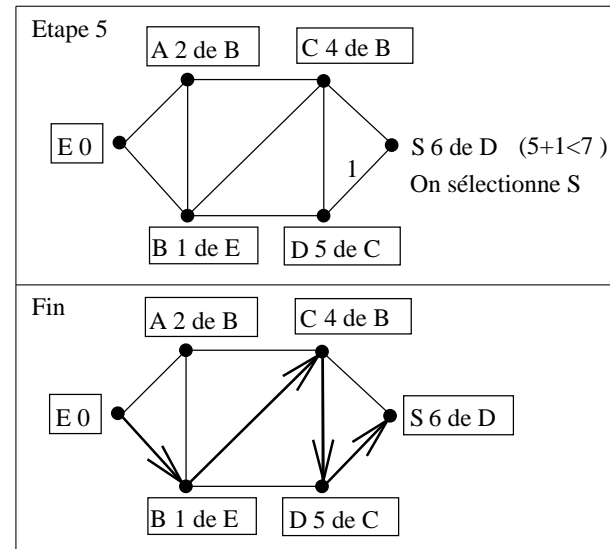 Etape 5
A 2 de B
C 4 de B
E 0
S 6 de D (5+1<7 )
1
On sélectionne S
B 1 de E
D 5 de C
Fin
A 2 de B
C 4 de B
E 0
S 6 de D
B 1 de E
D 5 de C